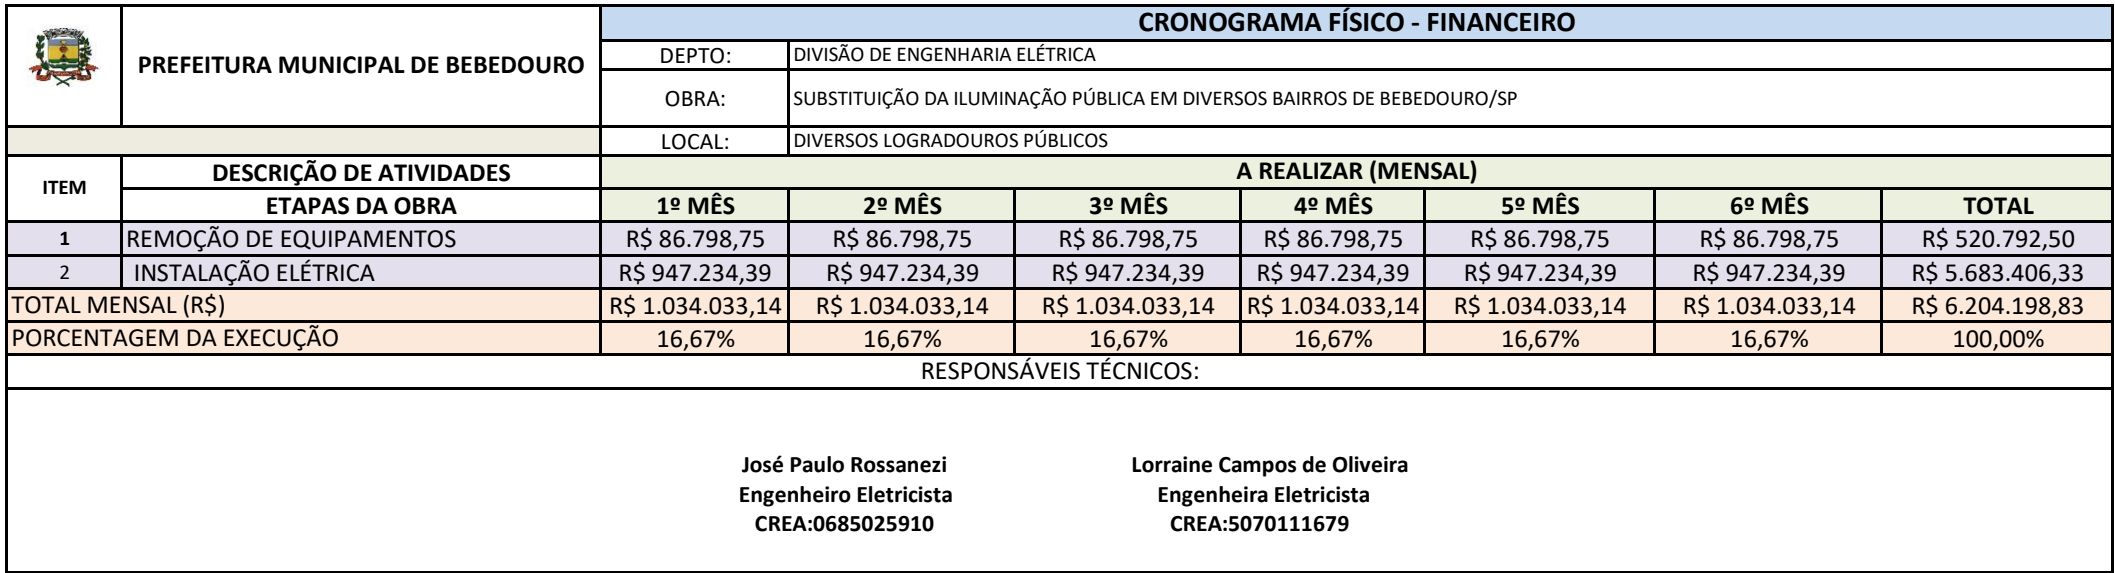 CRONOGRAMA FÍSICO - FINANCEIRO
PREFEITURA MUNICIPAL DE BEBEDOURO
DEPTO: DIVISÃO DE ENGENHARIA ELÉTRICA
OBRA: SUBSTITUIÇÃO DA ILUMINAÇÃO PÚBLICA EM DIVERSOS BAIRROS DE BEBEDOURO/SP
LOCAL: DIVERSOS LOGRADOUROS PÚBLICOS
ITEM DESCRIÇÃO DE ATIVIDADES A REALIZAR (MENSAL)
ETAPAS DA OBRA 1º MÊS 2º MÊS 3º MÊS 4º MÊS 5º MÊS 6º MÊS TOTAL
1 REMOÇÃO DE EQUIPAMENTOS R$ 86.798,75 R$ 86.798,75 R$ 86.798,75 R$ 86.798,75 R$ 86.798,75 R$ 86.798,75 R$ 520.792,50
2 INSTALAÇÃO ELÉTRICA R$ 947.234,39 R$ 947.234,39 R$ 947.234,39 R$ 947.234,39 R$ 947.234,39 R$ 947.234,39 R$ 5.683.406,33
TOTAL MENSAL (R$) R$ 1.034.033,14 R$ 1.034.033,14 R$ 1.034.033,14 R$ 1.034.033,14 R$ 1.034.033,14 R$ 1.034.033,14 R$ 6.204.198,83
PORCENTAGEM DA EXECUÇÃO 16,67% 16,67% 16,67% 16,67% 16,67% 16,67% 100,00%
RESPONSÁVEIS TÉCNICOS:
José Paulo Rossanezi Lorraine Campos de Oliveira
Engenheiro Eletricista Engenheira Eletricista
CREA:0685025910 CREA:5070111679